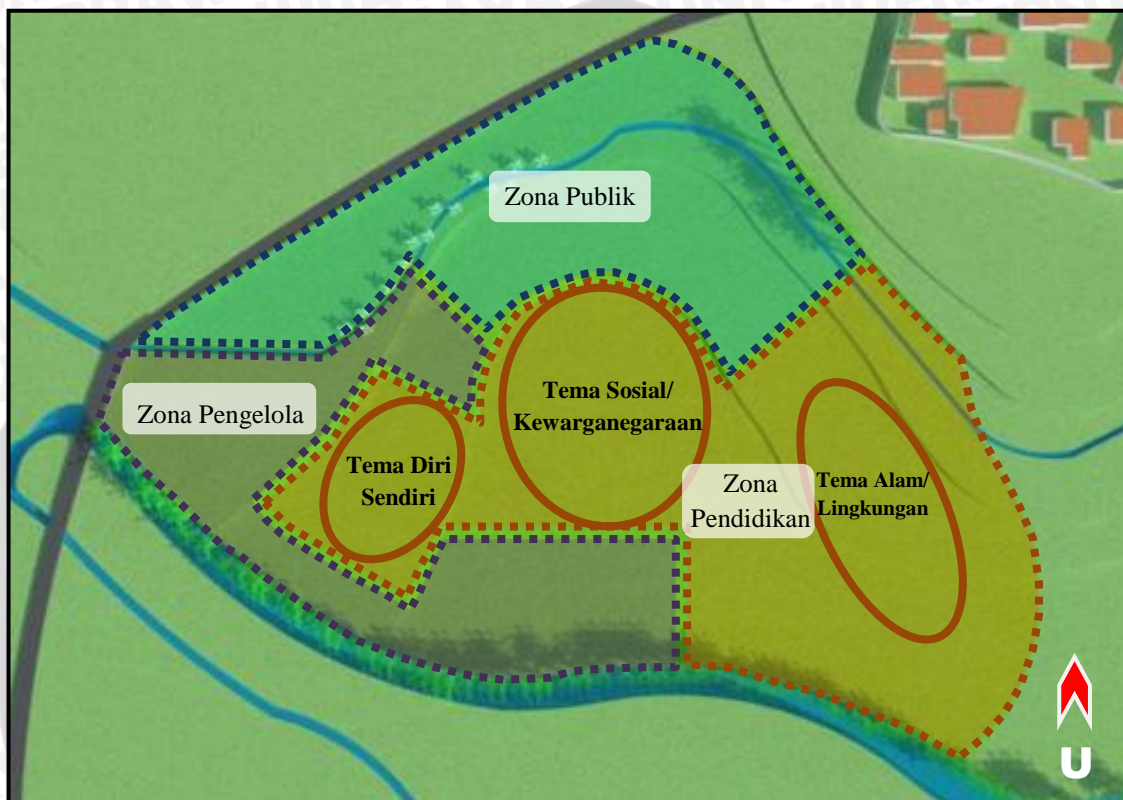 Zona Publik
Zona Pengelola
Tema Sosial/
Kewarganegaraan
Tema Diri
Sendiri
Zona
Pendidikan
Tema Alam/
Lingkungan
U